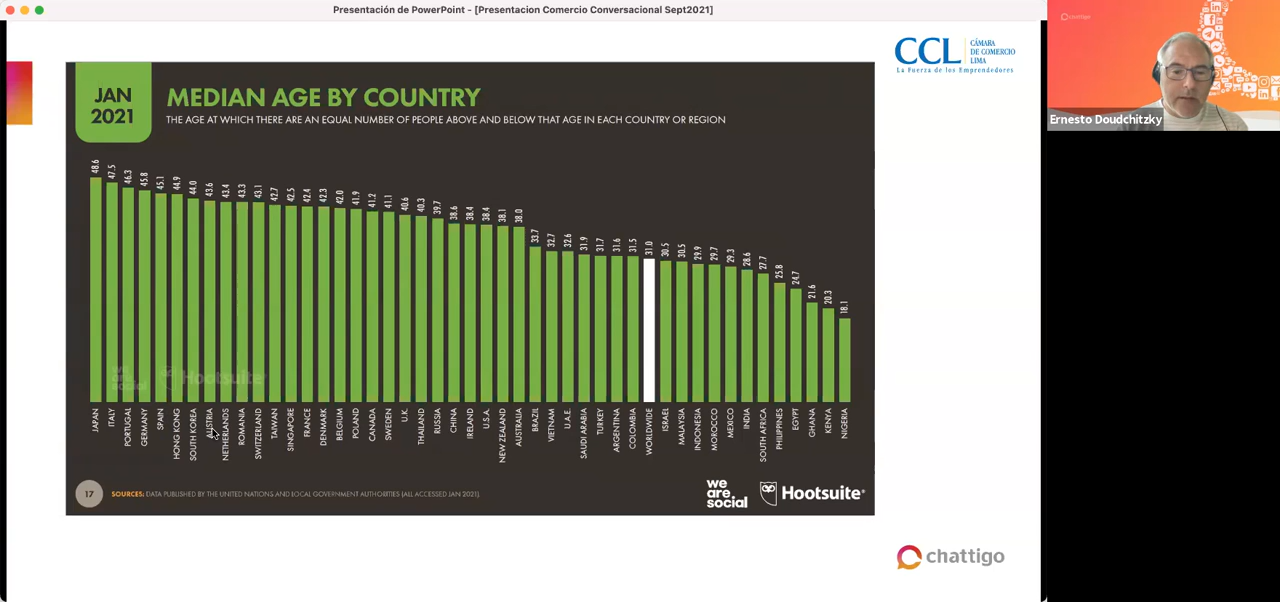 Presentación de PowerPoint - [Presentacion Comercio Conversacional Sept2021]
chattigo
Ernesto Doudchitzky
CCL
CÁMARA
DE COMERCIO
LIMA
La Fuerza de los Emprendedores
JAN
2021
MEDIAN AGE BY COUNTRY
THE AGE AT WHICH THERE ARE AN EQUAL NUMBER OF PEOPLE ABOVE AND BELOW THAT AGE IN EACH COUNTRY OR REGION
48.6 47.5 46.3 45.8 45.1 44.9 44.0 43.6 43.4 43.3 43.1 42.7 42.5 42.4 42.3 42.0 41.9 41.2 41.1 40.6 40.3 39.7 38.6 38.4 38.4 38.1 38.0 33.7 32.7 32.6 31.9 31.7 31.6 31.5 31.0 30.5 30.5 29.9 29.7 29.3 28.6 27.7 25.8 24.7 21.6 20.3 18.1
we are social Hootsuite
JAPAN ITALY PORTUGAL GERMANY SPAIN HONG KONG SOUTH KOREA AUSTRIA NETHERLANDS ROMANIA SWITZERLAND TAIWAN SINGAPORE FRANCE DENMARK BELGIUM POLAND CANADA SWEDEN U.K. THAILAND RUSSIA CHINA IRELAND U.S.A. NEW ZEALAND AUSTRALIA BRAZIL VIETNAM U.A.E. SAUDI ARABIA TURKEY ARGENTINA COLOMBIA WORLDWIDE ISRAEL MALAYSIA INDONESIA MOROCCO MEXICO INDIA SOUTH AFRICA PHILIPPINES EGYPT GHANA KENYA NIGERIA
17
SOURCES: DATA PUBLISHED BY THE UNITED NATIONS AND LOCAL GOVERNMENT AUTHORITIES (ALL ACCESSED JAN 2021).
we
are
social
Hootsuite®
chattigo